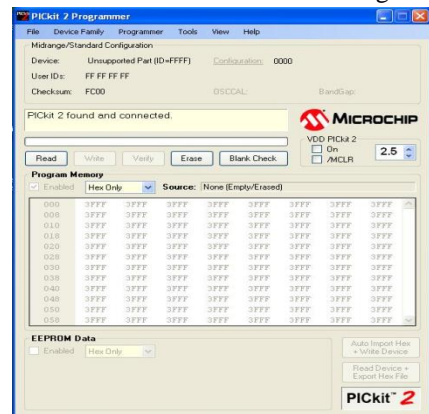 PICkit 2 Programmer
File Device Family Programmer Tools View Help
Midrange/Standard Configuration
Device: Unsupported Part (ID=FFFF) Configuration: 0000
User IDs: FF FF FF FF
Checksum: FC00 OSCCAL: BandGap:
PICkit 2 found and connected.
MICROCHIP
VDD PICkit 2
On
/MCLR
2.5
Read Write Verify Erase Blank Check
Program Memory
Enabled Hex Only Source: None (Empty/Erased)
000 3FFF 3FFF 3FFF 3FFF 3FFF 3FFF 3FFF 3FFF
008 3FFF 3FFF 3FFF 3FFF 3FFF 3FFF 3FFF 3FFF
010 3FFF 3FFF 3FFF 3FFF 3FFF 3FFF 3FFF 3FFF
018 3FFF 3FFF 3FFF 3FFF 3FFF 3FFF 3FFF 3FFF
020 3FFF 3FFF 3FFF 3FFF 3FFF 3FFF 3FFF 3FFF
028 3FFF 3FFF 3FFF 3FFF 3FFF 3FFF 3FFF 3FFF
030 3FFF 3FFF 3FFF 3FFF 3FFF 3FFF 3FFF 3FFF
038 3FFF 3FFF 3FFF 3FFF 3FFF 3FFF 3FFF 3FFF
040 3FFF 3FFF 3FFF 3FFF 3FFF 3FFF 3FFF 3FFF
048 3FFF 3FFF 3FFF 3FFF 3FFF 3FFF 3FFF 3FFF
050 3FFF 3FFF 3FFF 3FFF 3FFF 3FFF 3FFF 3FFF
058 3FFF 3FFF 3FFF 3FFF 3FFF 3FFF 3FFF 3FFF
EEPROM Data
Enabled Hex Only
Auto Import Hex
+ Write Device
Read Device +
Export Hex File
PICkit™ 2